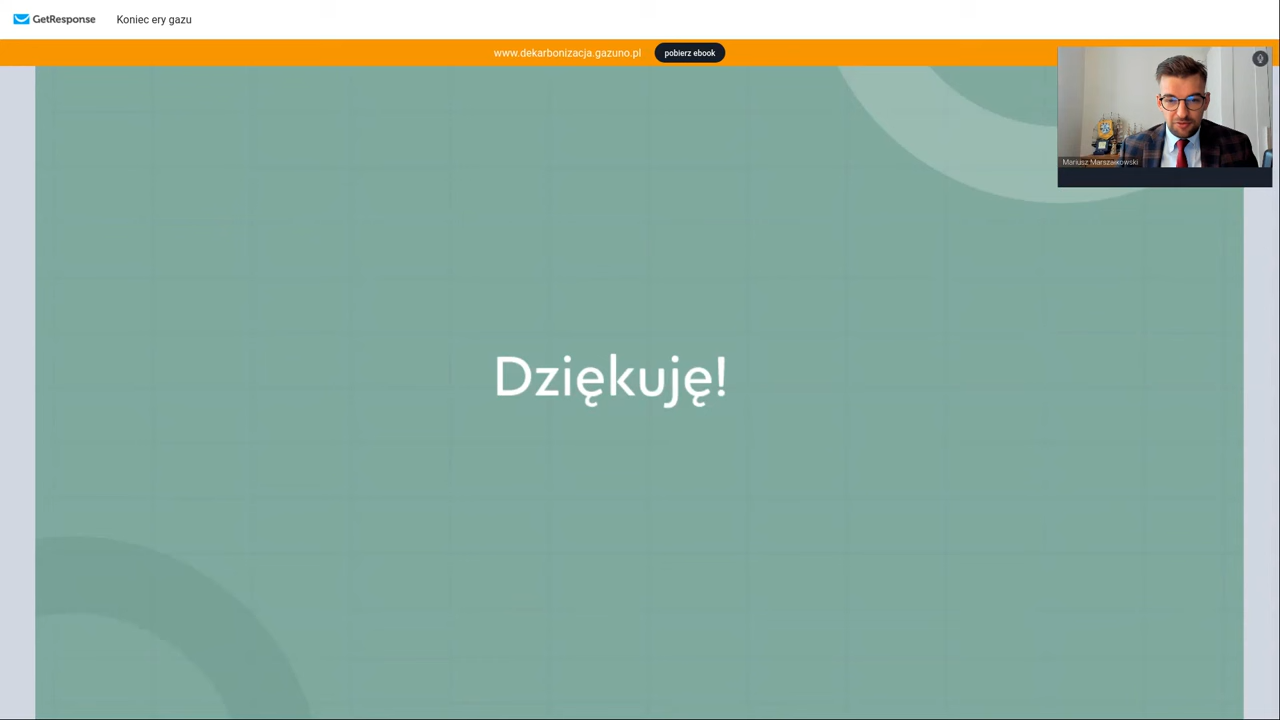 GetResponse
Koniec ery gazu
www.dekarbonizacja.gazuno.pl
pobierz ebook
Mariusz Marszałkowski
Dziękuję!